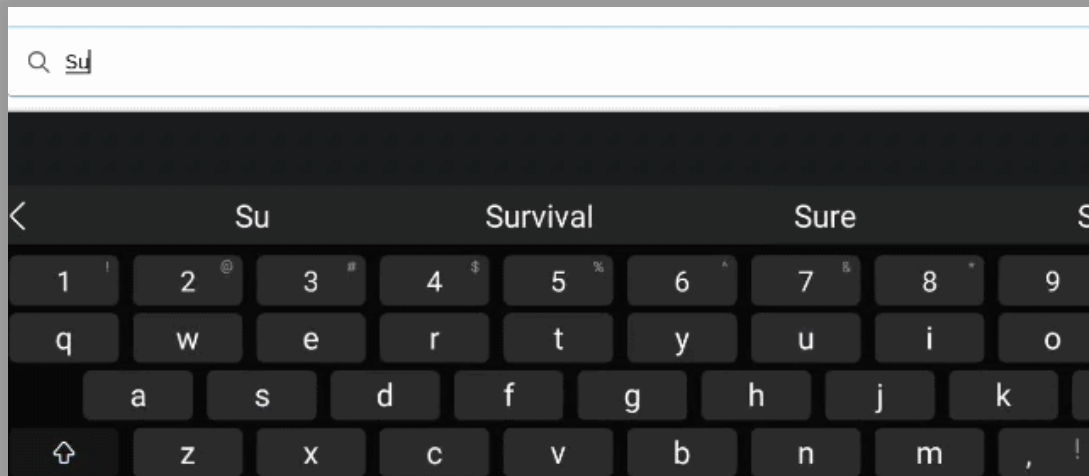 Su
Su Survival Sure S
1 ! 2 @ 3 # 4 $ 5 % 6 ^ 7 & 8 * 9
q w e r t y u i o
a s d f g h j k
z x c v b n m , !